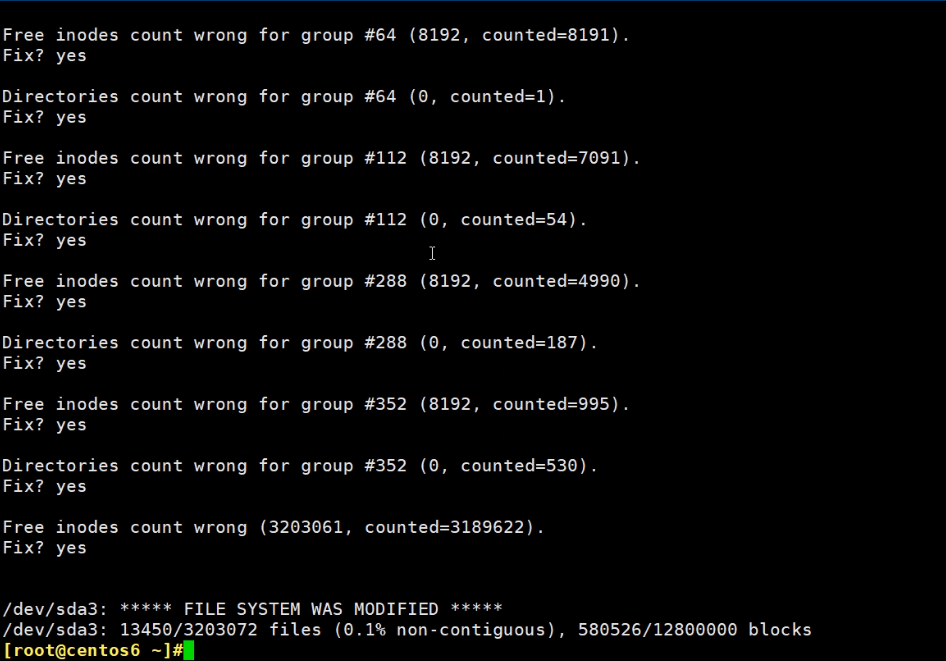 Free inodes count wrong for group #64 (8192, counted=8191).
Fix? yes
Directories count wrong for group #64 (0, counted=1).
Fix? yes
Free inodes count wrong for group #112 (8192, counted=7091).
Fix? yes
Directories count wrong for group #112 (0, counted=54).
Fix? yes
Free inodes count wrong for group #288 (8192, counted=4990).
Fix? yes
Directories count wrong for group #288 (0, counted=187).
Fix? yes
Free inodes count wrong for group #352 (8192, counted=995).
Fix? yes
Directories count wrong for group #352 (0, counted=530).
Fix? yes
Free inodes count wrong (3203061, counted=3189622).
Fix? yes
/dev/sda3: ***** FILE SYSTEM WAS MODIFIED *****
/dev/sda3: 13450/3203072 files (0.1% non-contiguous), 580526/12800000 blocks
[root@centos6 ~]#